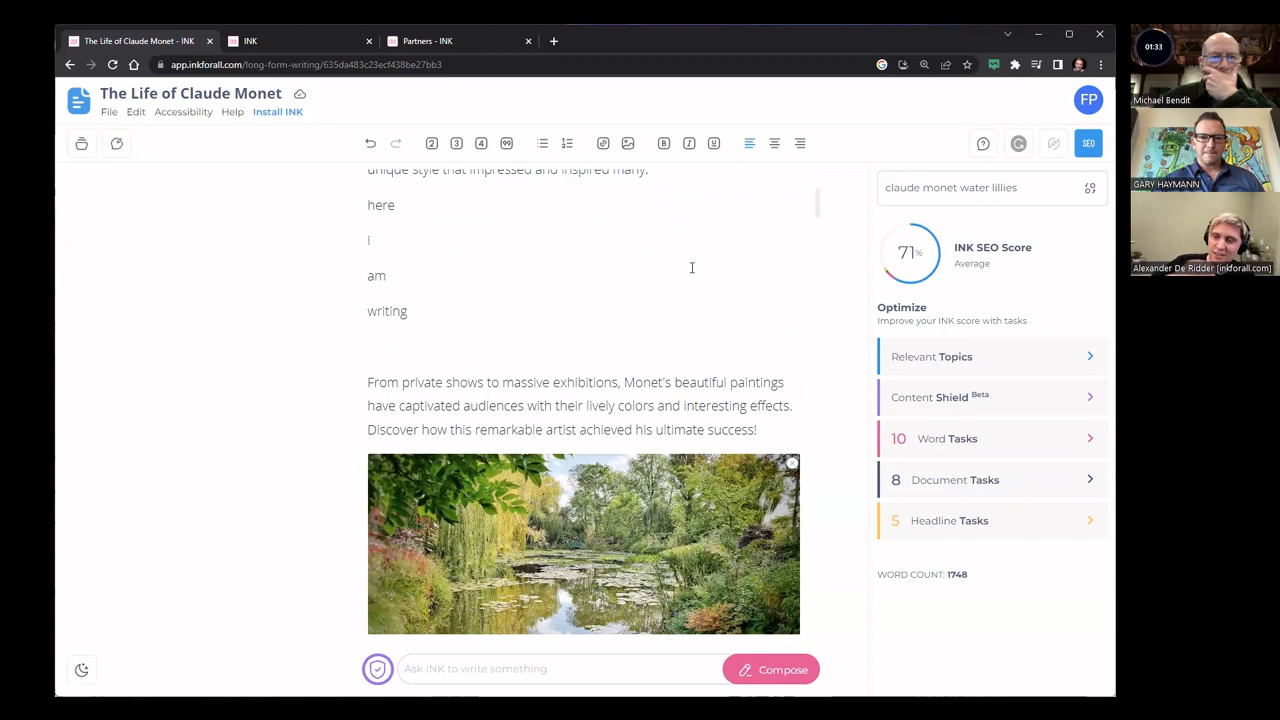 The Life of Claude Monet - INK
INK
Partners - INK
app.inkforall.com/long-form-writing/635da483c23ecf438be27bb3
The Life of Claude Monet
File Edit Accessibility Help Install INK
FP
2 3 4
SEO
unique style that impressed and inspired many.
here
i
am
writing
From private shows to massive exhibitions, Monet's beautiful paintings
have captivated audiences with their lively colors and interesting effects.
Discover how this remarkable artist achieved his ultimate success!
Ask INK to write something
Compose
claude monet water lillies
71%
INK SEO Score
Average
Optimize
Improve your INK score with tasks
Relevant Topics
Content Shield Beta
10 Word Tasks
8 Document Tasks
5 Headline Tasks
WORD COUNT: 1748
01:33
Michael Bendit
GARY HAYMANN
Alexander De Ridder [inkforall.com]